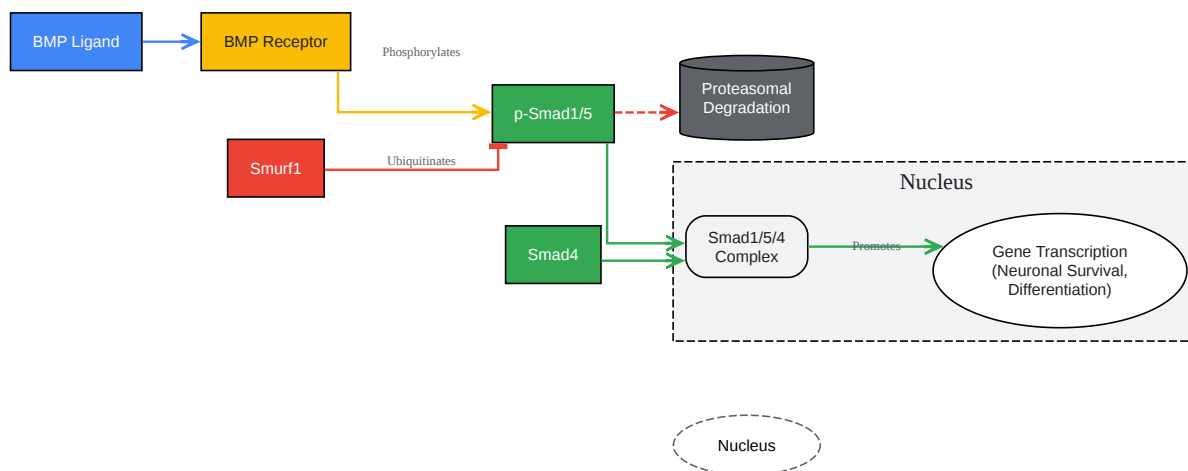 BMP Ligand
BMP Receptor
Phosphorylates
p-Smad1/5
Proteasomal
Degradation
Smurf1
Ubiquitinates
Nucleus
Smad4
Smad1/5/4
Complex
Promotes
Gene Transcription
(Neuronal Survival,
Differentiation)
Nucleus